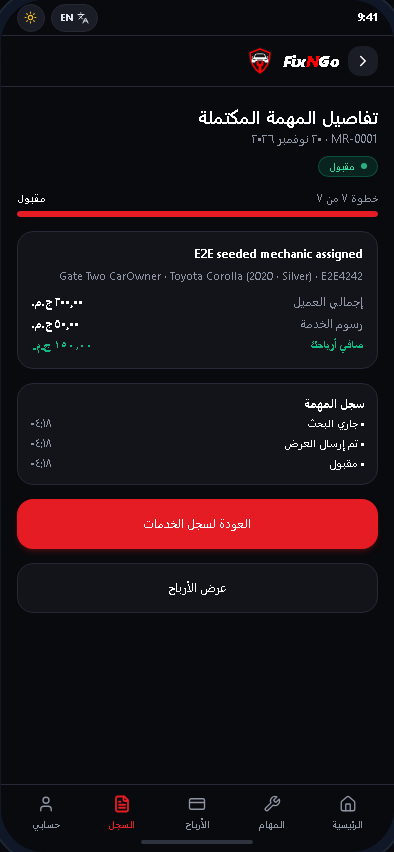 9:41
EN
FixNGo
تفاصيل المهمة المكتملة
MR-0001 · ٢٠ نوفمبر ٢٠٢٦
مقبول
خطوة ٧ من ٧
مقبول
E2E seeded mechanic assigned
Gate Two CarOwner · Toyota Corolla (2020 · Silver) · E2E4242
إجمالي العميل ٢٠٠٫٠٠ ج.م.
رسوم الخدمة ٥٠٫٠٠ ج.م.
صافي أرباحك ١٥٠٫٠٠ ج.م.
سجل المهمة
• جاري البحث ٠٤:١٨
• تم إرسال العرض ٠٤:١٨
• مقبول ٠٤:١٨
العودة لسجل الخدمات
عرض الأرباح
الرئيسية المهام الأرباح السجل حسابي